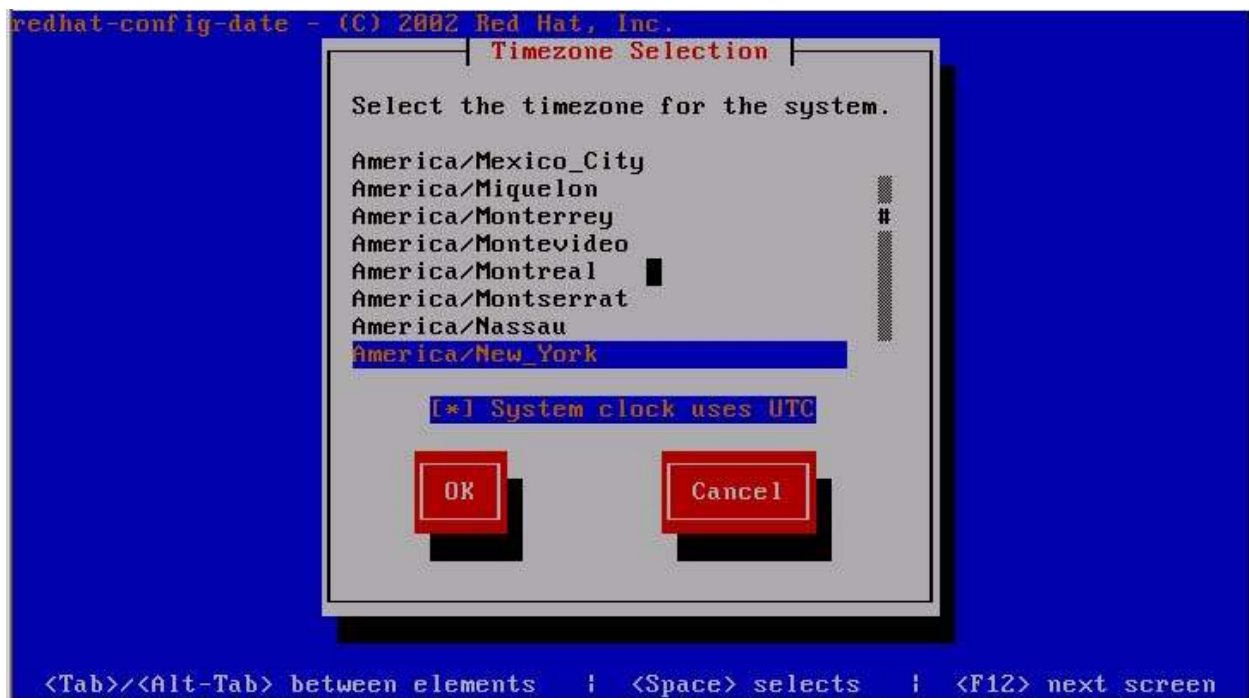 redhat-config-date - (C) 2002 Red Hat, Inc.
Timezone Selection
Select the timezone for the system.
America/Mexico_City
America/Miquelon
America/Monterrey #
America/Montevideo
America/Montreal
America/Montserrat
America/Nassau
America/New_York
[*] System clock uses UTC
OK Cancel
<Tab>/<Alt-Tab> between elements | <Space> selects | <F12> next screen